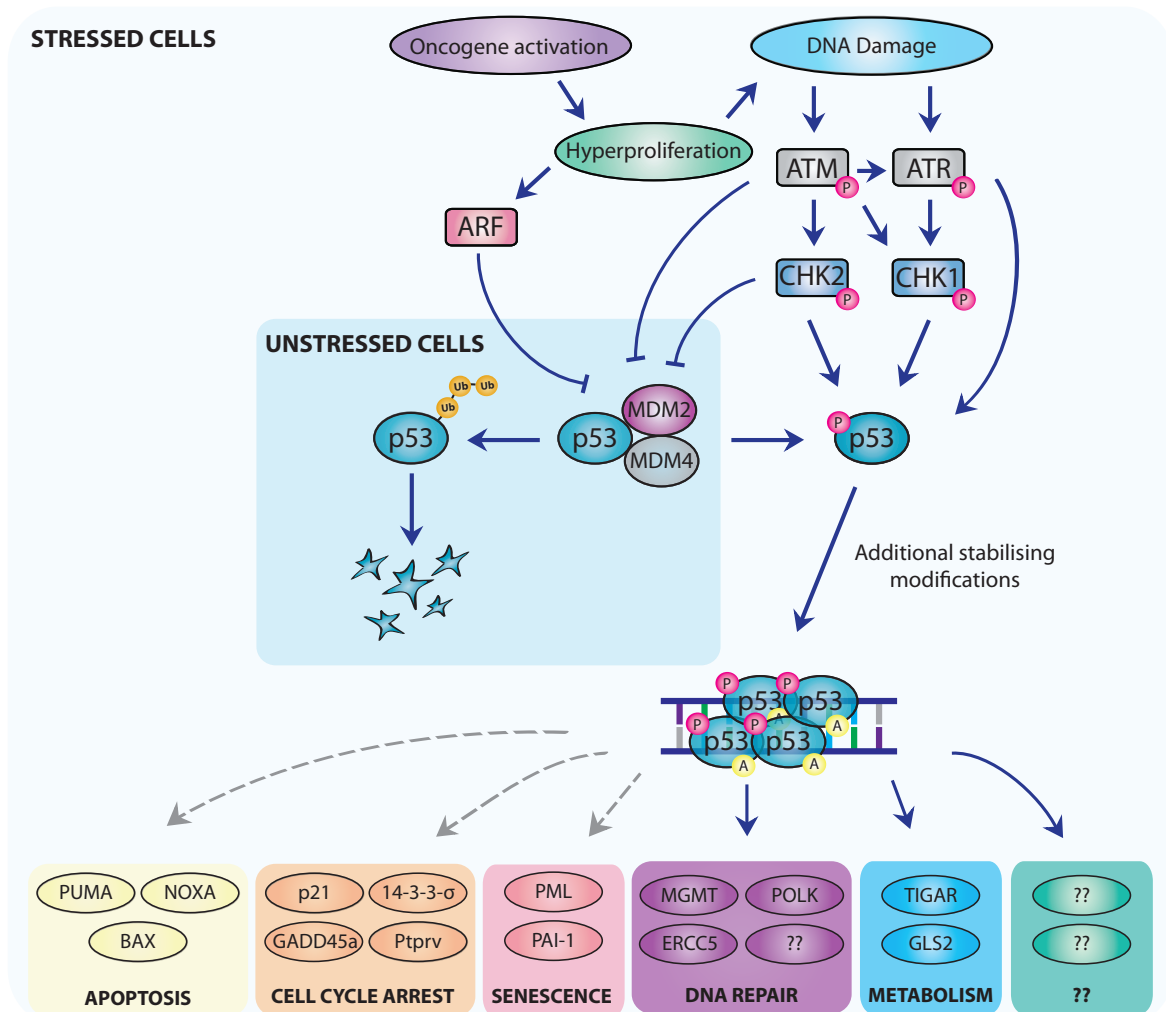 STRESSED CELLS
Oncogene activation
DNA Damage
Hyperproliferation
ATM
P
ATR
P
ARF
CHK2
P
CHK1
P
UNSTRESSED CELLS
Ub
Ub
Ub
p53
p53
MDM2
MDM4
P
p53
Additional stabilising
modifications
P
p53
P
p53
A
A
P
p53
P
p53
A
A
PUMA
NOXA
BAX
APOPTOSIS
p21
14-3-3-σ
GADD45a
Ptprv
CELL CYCLE ARREST
PML
PAI-1
SENESCENCE
MGMT
POLK
ERCC5
??
DNA REPAIR
TIGAR
GLS2
METABOLISM
??
??
??